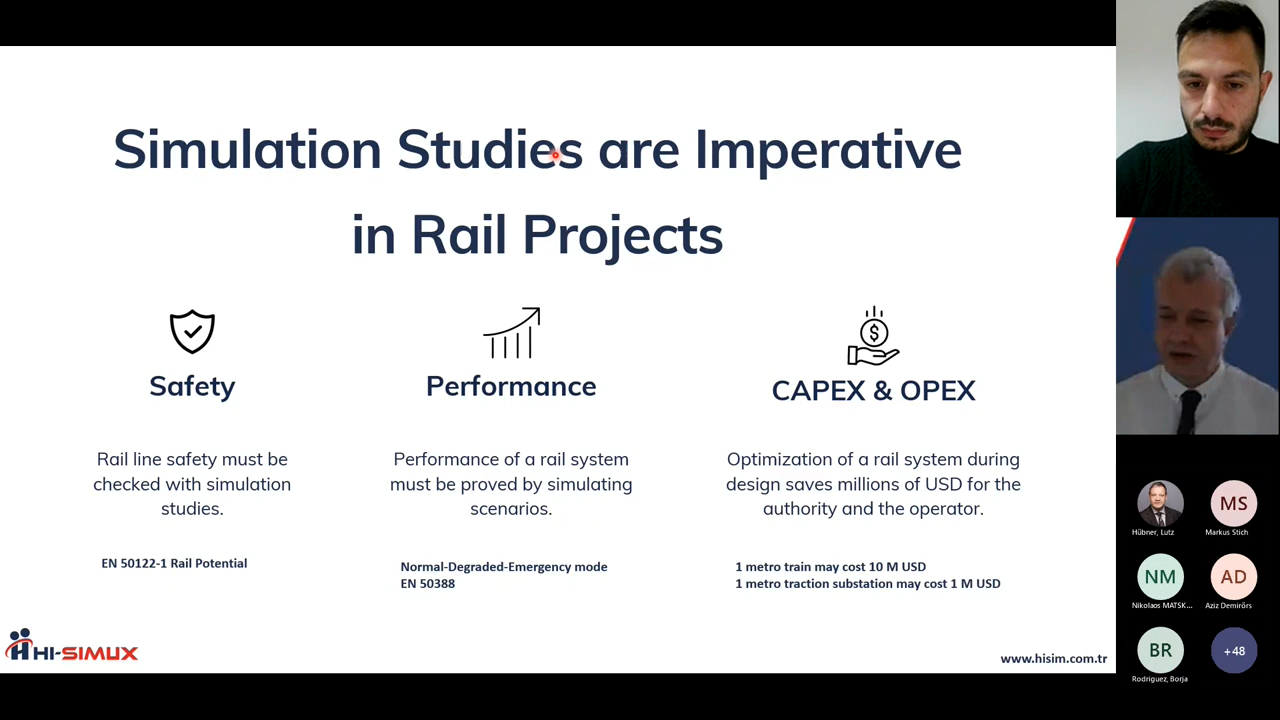 Simulation Studies are Imperative
in Rail Projects
Safety
Rail line safety must be
checked with simulation
studies.
EN 50122-1 Rail Potential
Performance
Performance of a rail system
must be proved by simulating
scenarios.
Normal-Degraded-Emergency mode
EN 50388
$
CAPEX & OPEX
Optimization of a rail system during
design saves millions of USD for the
authority and the operator.
1 metro train may cost 10 M USD
1 metro traction substation may cost 1 M USD
HI-SIMUX
www.hisim.com.tr
Hübner, Lutz
MS
Markus Stich
NM
Nikolaos MATSK...
AD
Aziz Demirörs
BR
Rodriguez, Borja
+48